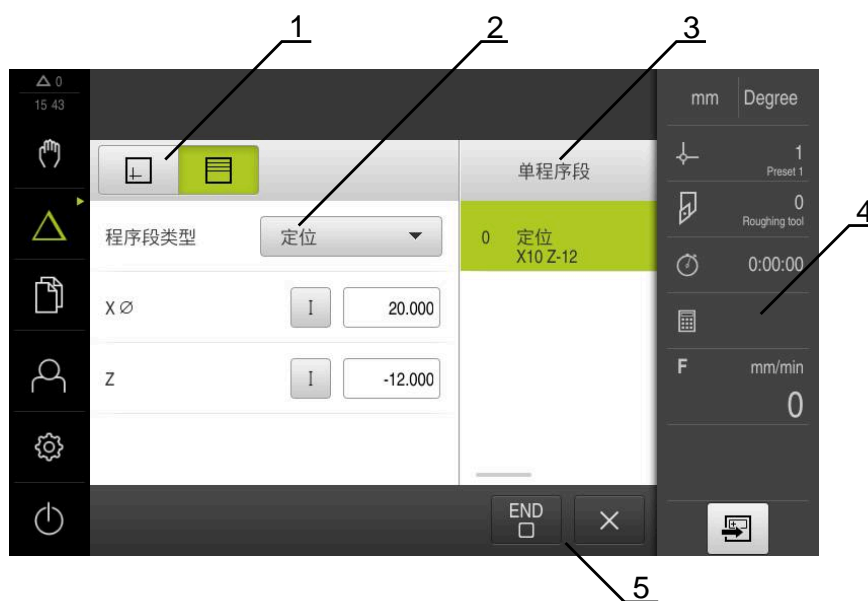 1
2
3
△ 0
15 43
mm Degree
单程序段
1
Preset 1
程序段类型
定位
0 定位
X10 Z-12
0
Roughing tool
4
0:00:00
X ∅
I
20.000
Z
I
-12.000
F mm/min
0
END
5